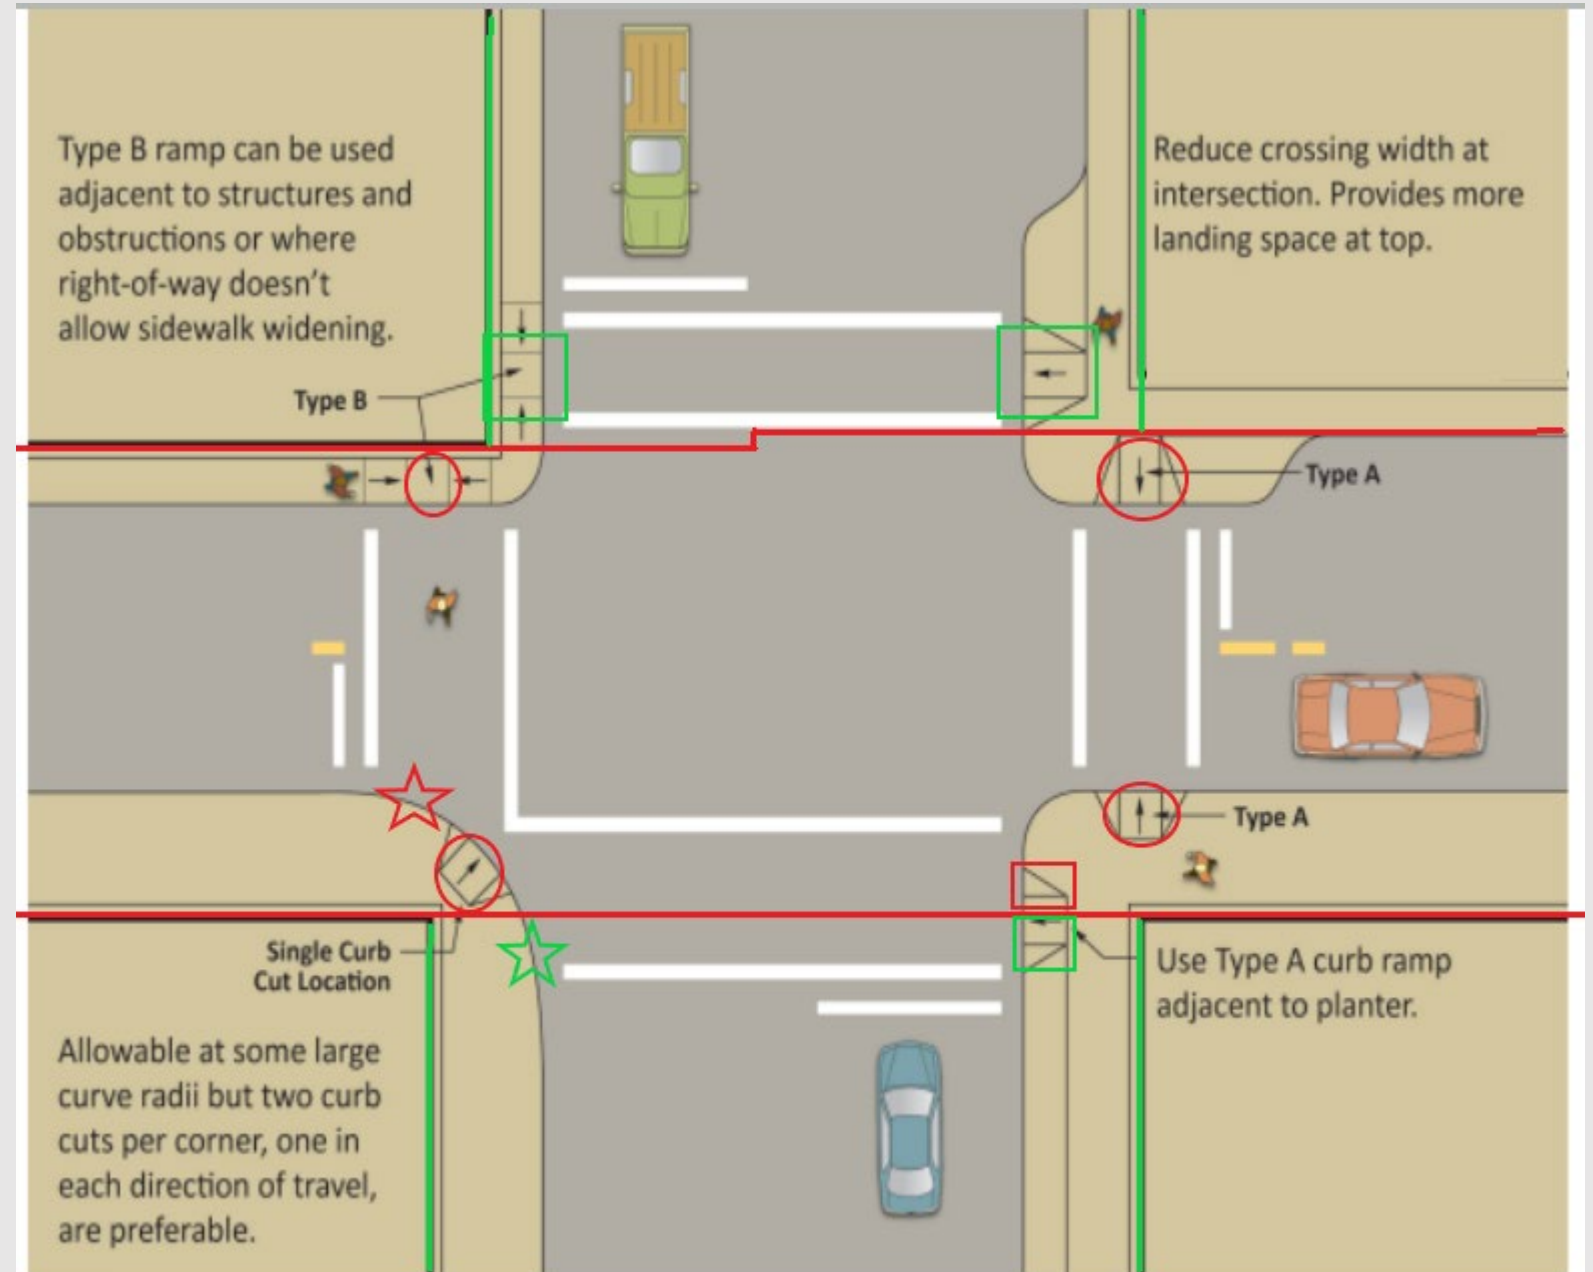 Type B ramp can be used
adjacent to structures and
obstructions or where
right-of-way doesn't
allow sidewalk widening.
Type B
Reduce crossing width at
intersection. Provides more
landing space at top.
Type A
Type A
Single Curb
Cut Location
Allowable at some large
curve radii but two curb
cuts per corner, one in
each direction of travel,
are preferable.
Use Type A curb ramp
adjacent to planter.